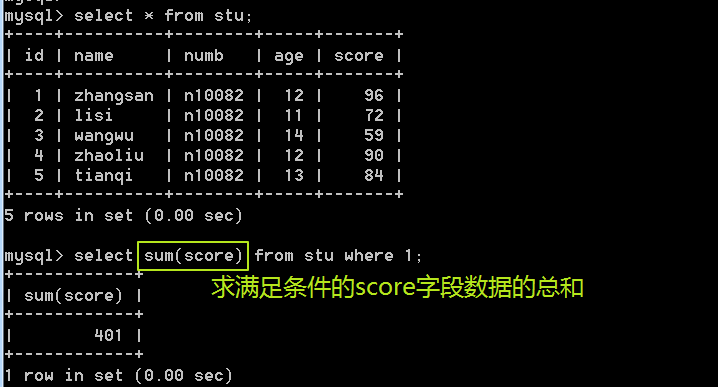 mysql> select * from stu;
+----+----------+--------+-----+-------+
| id | name     | numb   | age | score |
+----+----------+--------+-----+-------+
|  1 | zhangsan | n10082 |  12 |    96 |
|  2 | lisi     | n10082 |  11 |    72 |
|  3 | wangwu   | n10082 |  14 |    59 |
|  4 | zhaoliu  | n10082 |  12 |    90 |
|  5 | tianqi   | n10082 |  13 |    84 |
+----+----------+--------+-----+-------+
5 rows in set (0.00 sec)
mysql> select sum(score) from stu where 1;
+------------+
| sum(score) |
求满足条件的score字段数据的总和
+------------+
|        401 |
+------------+
1 row in set (0.00 sec)